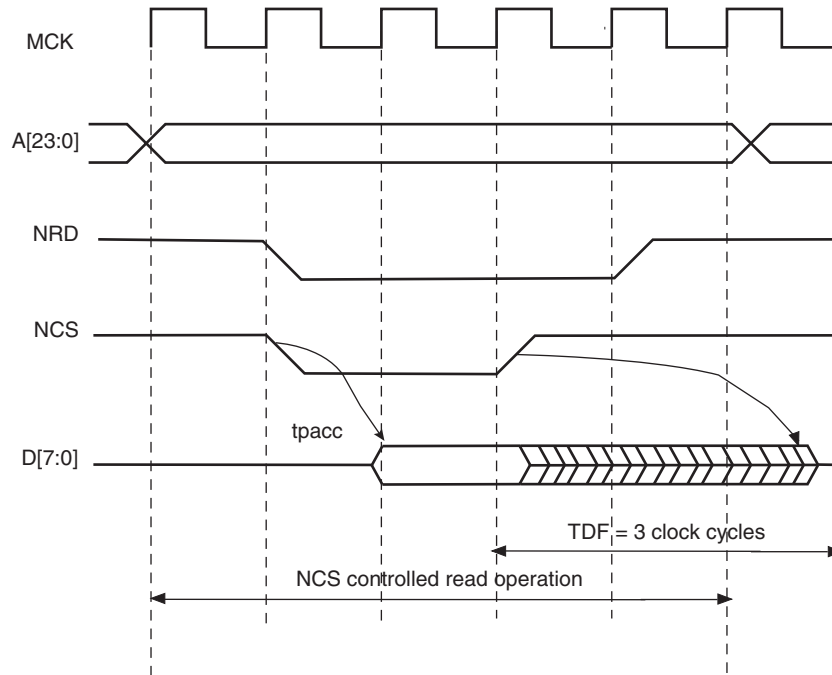 MCK
A[23:0]
NRD
NCS
tpacc
D[7:0]
TDF = 3 clock cycles
NCS controlled read operation